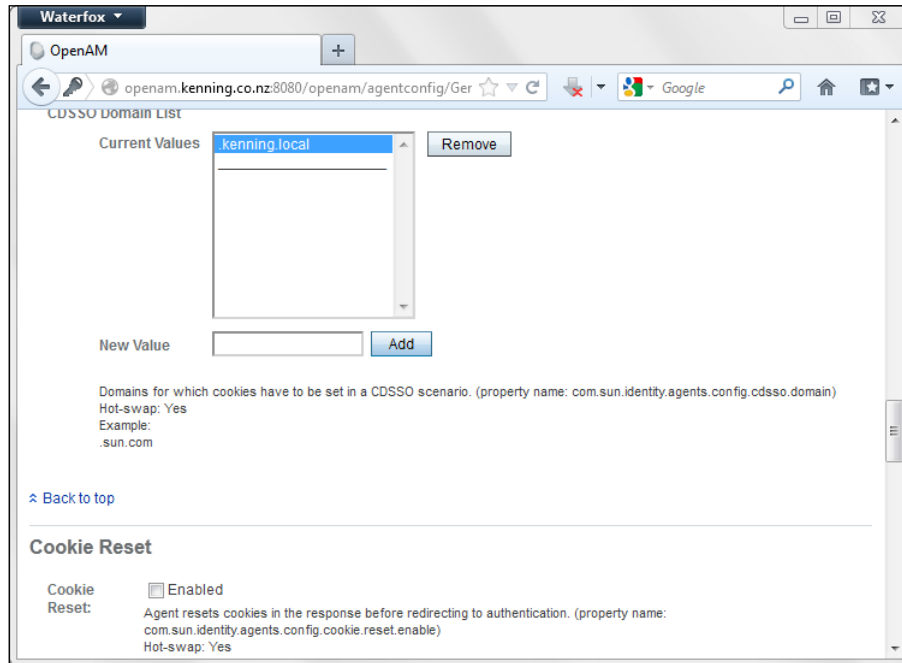 Waterfox
OpenAM
openam.kenning.co.nz:8080/openam/agentconfig/Ger
Google
CDSSO Domain List
Current Values
.kenning.local
Remove
New Value
Add
Domains for which cookies have to be set in a CDSSO scenario. (property name: com.sun.identity.agents.config.cdsso.domain)
Hot-swap: Yes
Example:
.sun.com
Back to top
Cookie Reset
Cookie
Reset:
Enabled
Agent resets cookies in the response before redirecting to authentication. (property name:
com.sun.identity.agents.config.cookie.reset.enable)
Hot-swap: Yes